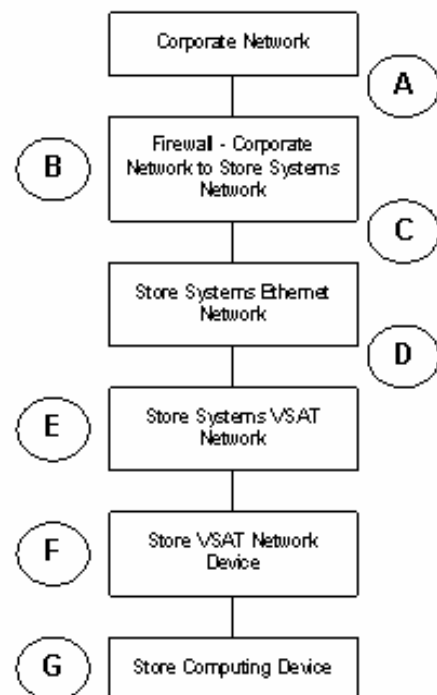 Corporate Network
A
B
Firewall - Corporate
Network to Store Systems
Network
C
Store Systems Ethernet
Network
D
E
Store Systems VSAT
Network
F
Store VSAT Network
Device
G
Store Computing Device